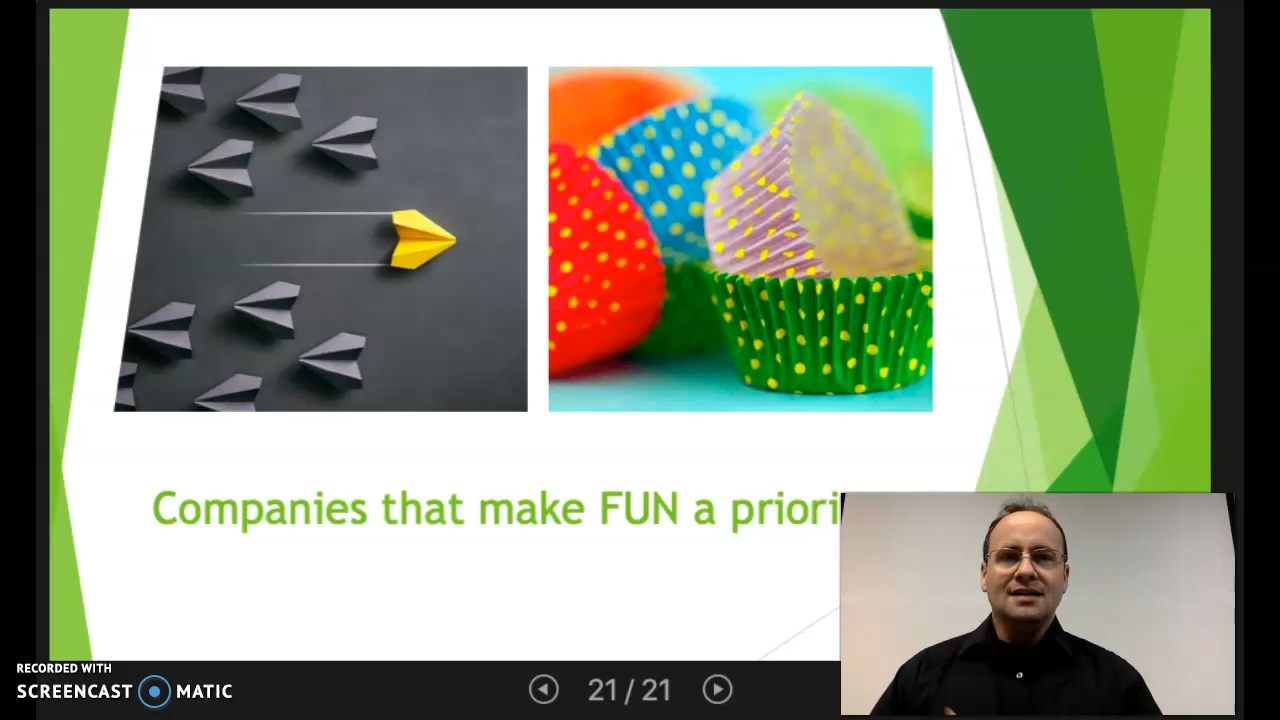 Companies that make FUN a priori
RECORDED WITH
SCREENCAST MATIC
21 / 21